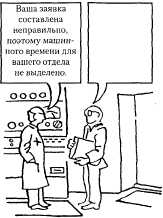 Ваша заявка
составлена
неправильно,
поэтому машин-
ного времени для
вашего отдела
не выделено.